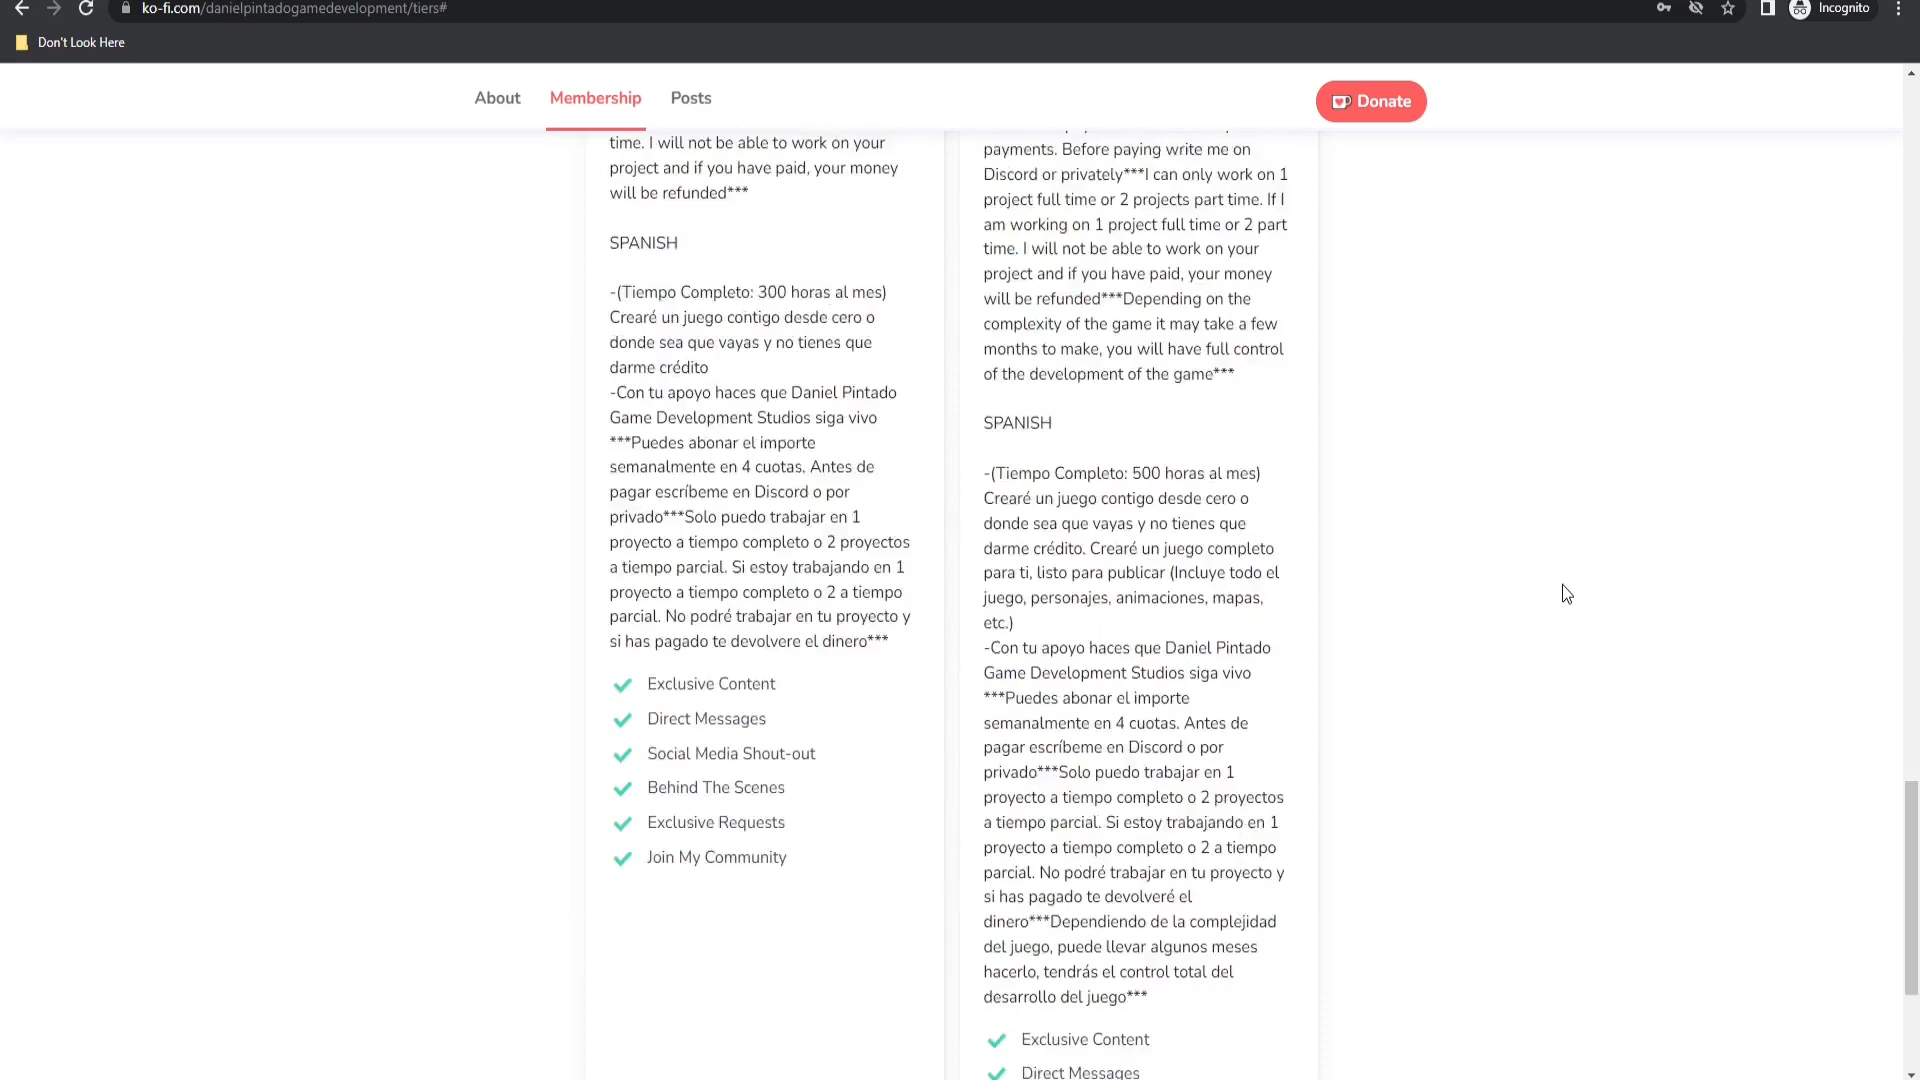 ko-fi.com/danielpintadogamedevelopment/tiers#
Incognito
Don't Look Here
About
Membership
Posts
Donate
time. I will not be able to work on your
project and if you have paid, your money
will be refunded***
SPANISH
-(Tiempo Completo: 300 horas al mes)
Crearé un juego contigo desde cero o
donde sea que vayas y no tienes que
darme crédito
-Con tu apoyo haces que Daniel Pintado
Game Development Studios siga vivo
***Puedes abonar el importe
semanalmente en 4 cuotas. Antes de
pagar escríbeme en Discord o por
privado***Solo puedo trabajar en 1
proyecto a tiempo completo o 2 proyectos
a tiempo parcial. Si estoy trabajando en 1
proyecto a tiempo completo o 2 a tiempo
parcial. No podré trabajar en tu proyecto y
si has pagado te devolvere el dinero***
Exclusive Content
Direct Messages
Social Media Shout-out
Behind The Scenes
Exclusive Requests
Join My Community
payments. Before paying write me on
Discord or privately***I can only work on 1
project full time or 2 projects part time. If I
am working on 1 project full time or 2 part
time. I will not be able to work on your
project and if you have paid, your money
will be refunded***Depending on the
complexity of the game it may take a few
months to make, you will have full control
of the development of the game***
SPANISH
-(Tiempo Completo: 500 horas al mes)
Crearé un juego contigo desde cero o
donde sea que vayas y no tienes que
darme crédito. Crearé un juego completo
para ti, listo para publicar (Incluye todo el
juego, personajes, animaciones, mapas,
etc.)
-Con tu apoyo haces que Daniel Pintado
Game Development Studios siga vivo
***Puedes abonar el importe
semanalmente en 4 cuotas. Antes de
pagar escríbeme en Discord o por
privado***Solo puedo trabajar en 1
proyecto a tiempo completo o 2 proyectos
a tiempo parcial. Si estoy trabajando en 1
proyecto a tiempo completo o 2 a tiempo
parcial. No podré trabajar en tu proyecto y
si has pagado te devolveré el
dinero***Dependiendo de la complejidad
del juego, puede llevar algunos meses
hacerlo, tendrás el control total del
desarrollo del juego***
Exclusive Content
Direct Messages